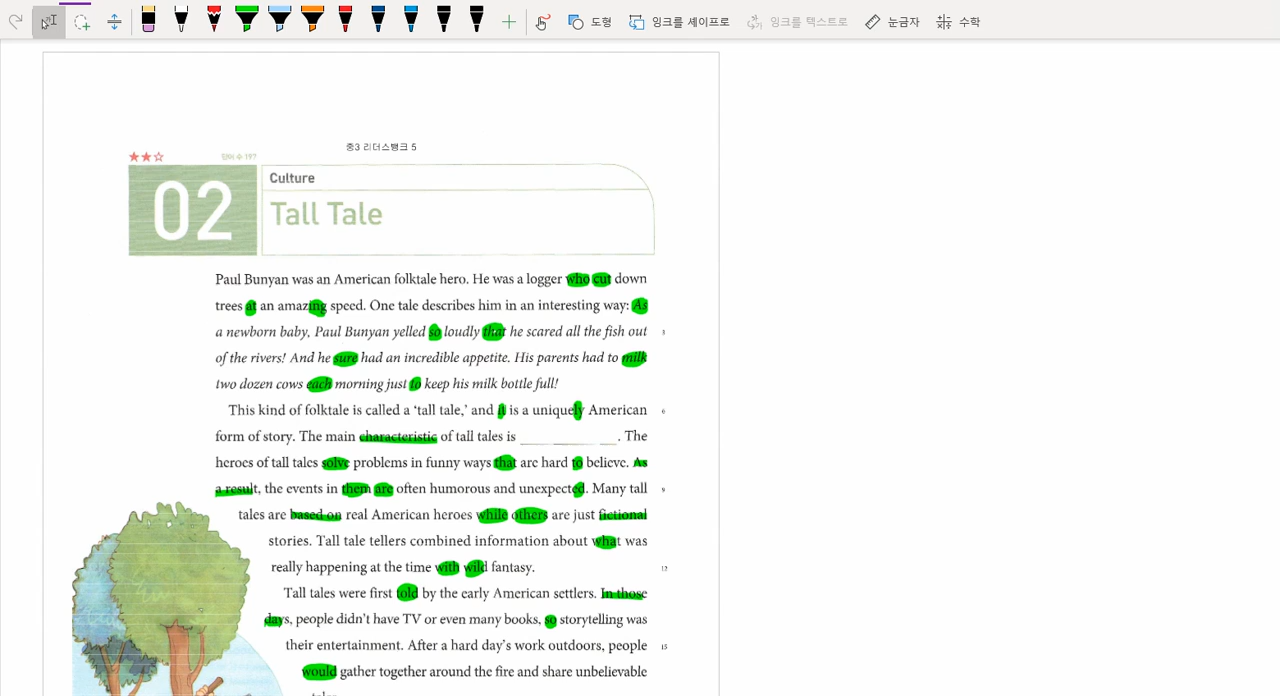 도형
잉크를 셰이프로
잉크를 텍스트로
눈금자
수학
중3 리더스뱅크 5
단어 수 197
02
Culture
Tall Tale
Paul Bunyan was an American folktale hero. He was a logger who cut down
trees at an amazing speed. One tale describes him in an interesting way: As
a newborn baby, Paul Bunyan yelled so loudly that he scared all the fish out
3
of the rivers! And he sure had an incredible appetite. His parents had to milk
two dozen cows each morning just to keep his milk bottle full!
This kind of folktale is called a ‘tall tale,’ and it is a uniquely American
6
form of story. The main characteristic of tall tales is ____________. The
heroes of tall tales solve problems in funny ways that are hard to believe. As
a result, the events in them are often humorous and unexpected. Many tall
9
tales are based on real American heroes while others are just fictional
stories. Tall tale tellers combined information about what was
really happening at the time with wild fantasy.
12
Tall tales were first told by the early American settlers. In those
days, people didn’t have TV or even many books, so storytelling was
their entertainment. After a hard day’s work outdoors, people
15
would gather together around the fire and share unbelievable
tales